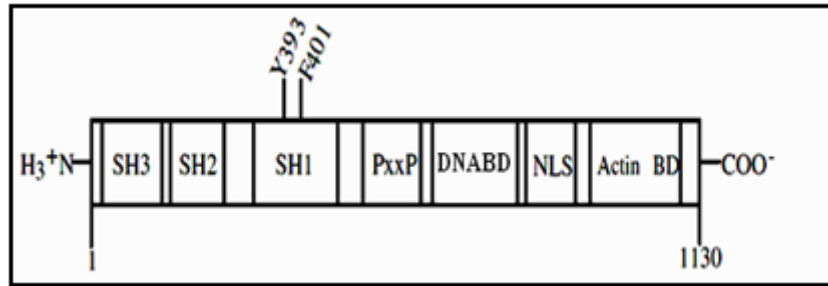 Y393
F401
H₃⁺N
SH3
SH2
SH1
PxxP
DNABD
NLS
Actin BD
COO⁻
1
1130